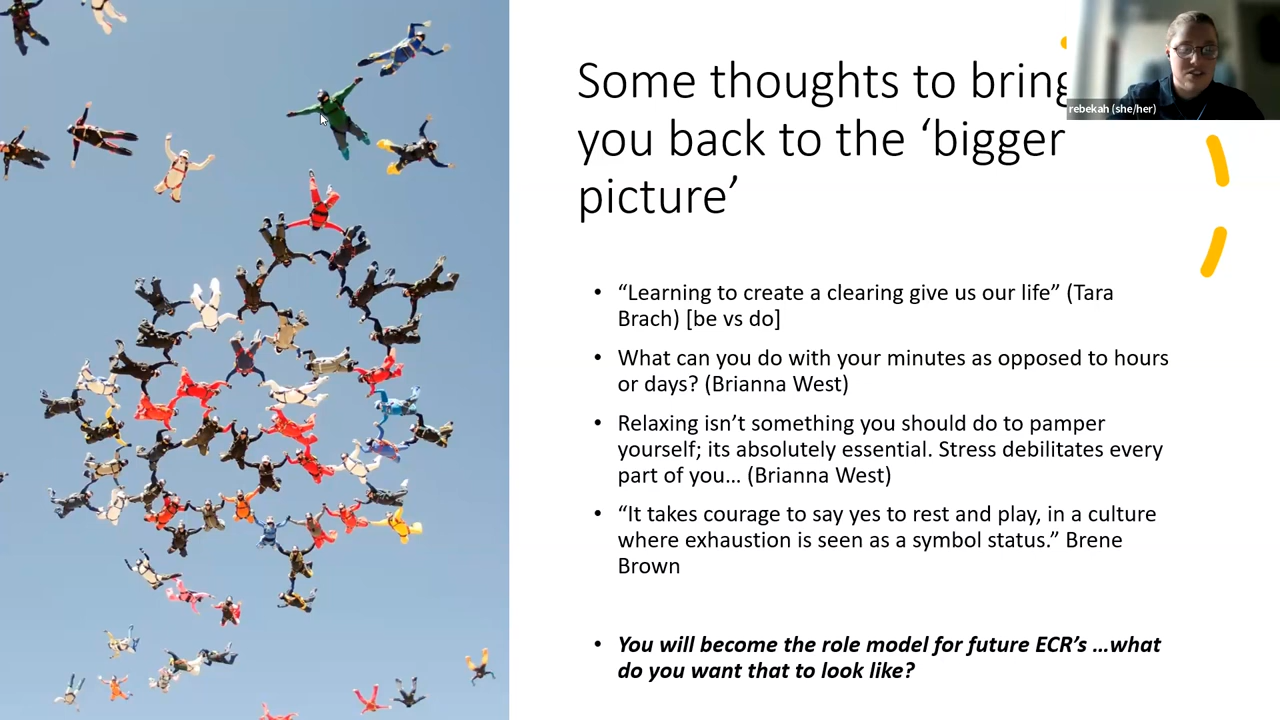 Some thoughts to bring
you back to the ‘bigger
picture’
rebekah (she/her)
• “Learning to create a clearing give us our life” (Tara
Brach) [be vs do]
• What can you do with your minutes as opposed to hours
or days? (Brianna West)
• Relaxing isn’t something you should do to pamper
yourself; its absolutely essential. Stress debilitates every
part of you… (Brianna West)
• “It takes courage to say yes to rest and play, in a culture
where exhaustion is seen as a symbol status.” Brene
Brown
• You will become the role model for future ECR’s …what
do you want that to look like?